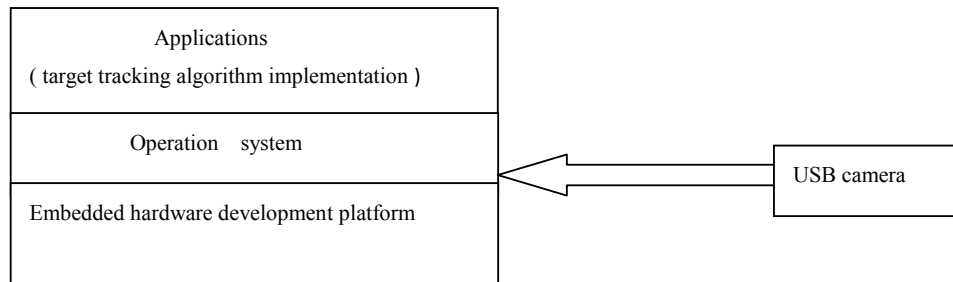 Applications
( target tracking algorithm implementation )
Operation system
USB camera
Embedded hardware development platform